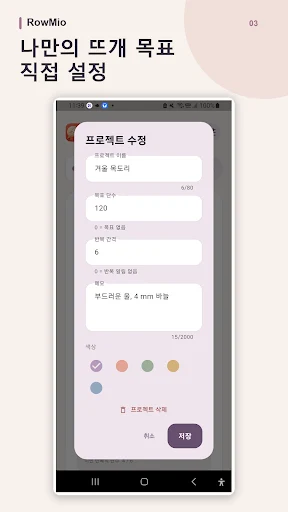 RowMio
03
나만의 뜨개 목표
직접 설정
11:59
100%
프로젝트 수정
프로젝트 이름
겨울 목도리
6/80
목표 단수
120
0 = 목표 없음
반복 간격
6
0 = 반복 알림 없음
메모
부드러운 울, 4 mm 바늘
15/2000
색상
프로젝트 삭제
취소
저장